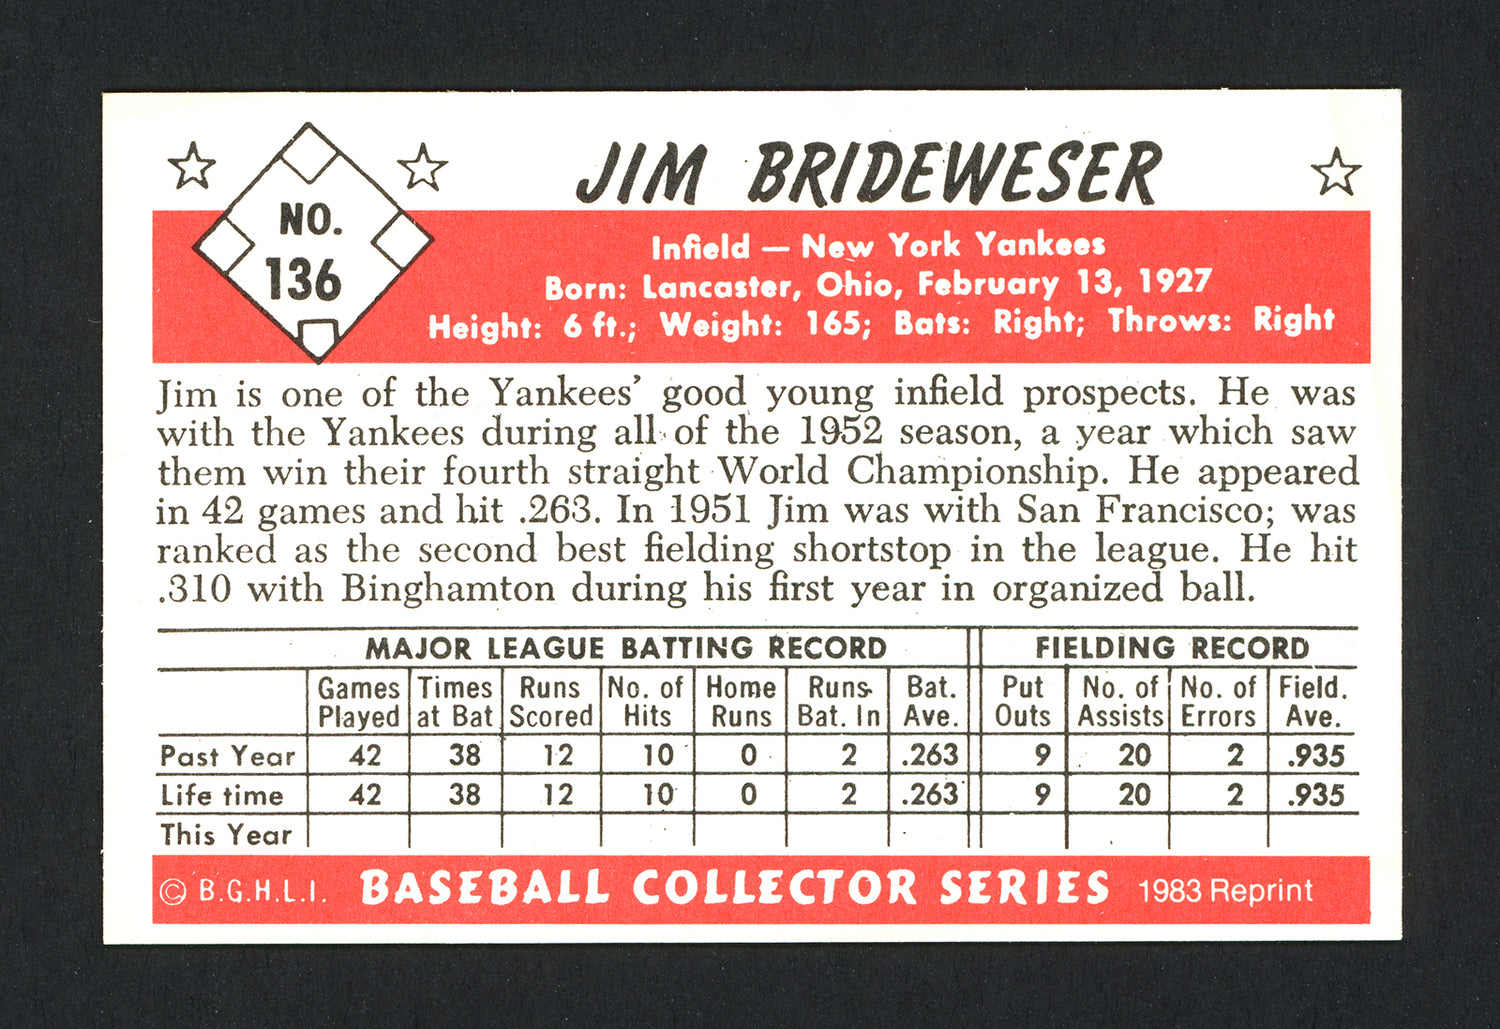 NO.
136
JIM BRIDEWESER
Infield — New York Yankees
Born: Lancaster, Ohio, February 13, 1927
Height: 6 ft.; Weight: 165; Bats: Right; Throws: Right
Jim is one of the Yankees’ good young infield prospects. He was
with the Yankees during all of the 1952 season, a year which saw
them win their fourth straight World Championship. He appeared
in 42 games and hit .263. In 1951 Jim was with San Francisco; was
ranked as the second best fielding shortstop in the league. He hit
.310 with Binghamton during his first year in organized ball.
MAJOR LEAGUE BATTING RECORD FIELDING RECORD
Games Times Runs No. of Home Runs Bat. Put No. of No. of Field.
Played at Bat Scored Hits Runs Bat. In Ave. Outs Assists Errors Ave.
Past Year 42 38 12 10 0 2 .263 9 20 2 .935
Life time 42 38 12 10 0 2 .263 9 20 2 .935
This Year
© B.G.H.L.I. BASEBALL COLLECTOR SERIES 1983 Reprint